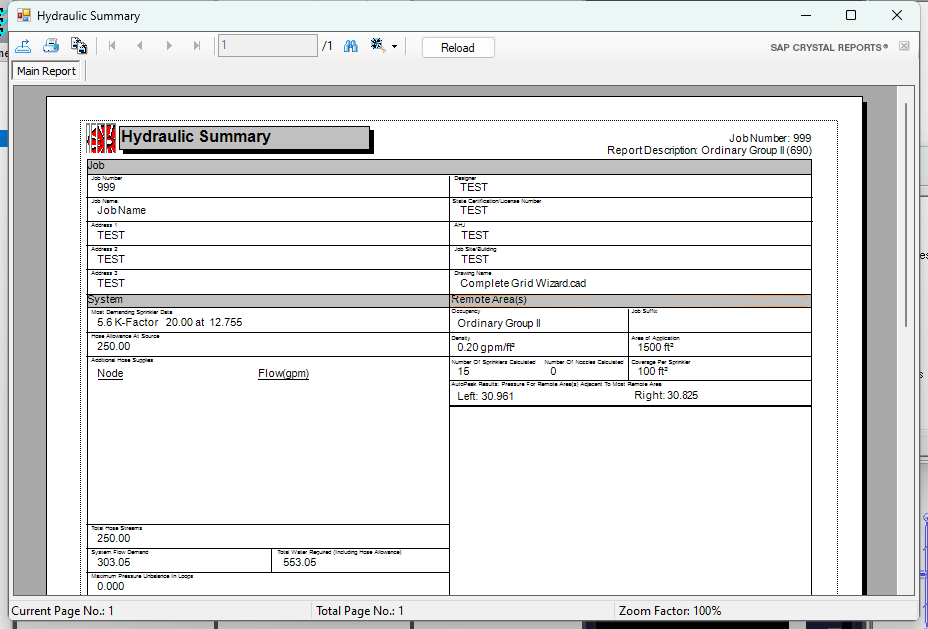 Hydraulic Summary
1 /1 Reload SAP CRYSTAL REPORTS®
Main Report
Hydraulic Summary
Job Number: 999
Report Description: Ordinary Group II (690)
Job
Job Number Designer
999 TEST
Job Name: State Certification/License Number
Job Name TEST
Address 1 AHJ
TEST TEST
Address 2 Job Site/Building
TEST TEST
Address 3 Drawing Name
TEST Complete Grid Wizard.cad
System Remote Area(s)
Most Demanding Sprinkler Data Occupancy Job Suffix
5.6 K-Factor 20.00 at 12.755 Ordinary Group II
Hose Allowance At Source Density Area of Application
250.00 0.20 gpm/ft² 1500 ft²
Additional Hose Supplies Number Of Sprinklers Calculated Number Of Nozzles Calculated Coverage Per Sprinkler
Node Flow(gpm) 15 0 100 ft²
AutoPeak Results: Pressure For Remote Area(s) Adjacent To Most Remote Area
Left: 30.961 Right: 30.825
Total Hose Streams
250.00
System Flow Demand Total Water Required (Including Hose Allowance)
303.05 553.05
Maximum Pressure Unbalance In Loops
0.000
Current Page No.: 1 Total Page No.: 1 Zoom Factor: 100%